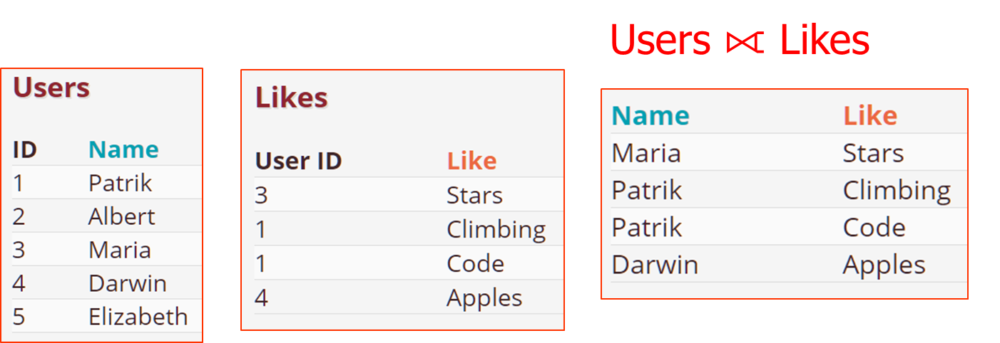 Users
ID Name
1 Patrik
2 Albert
3 Maria
4 Darwin
5 Elizabeth
Likes
User ID Like
3 Stars
1 Climbing
1 Code
4 Apples
Users ⟖ Likes
Name Like
Maria Stars
Patrik Climbing
Patrik Code
Darwin Apples